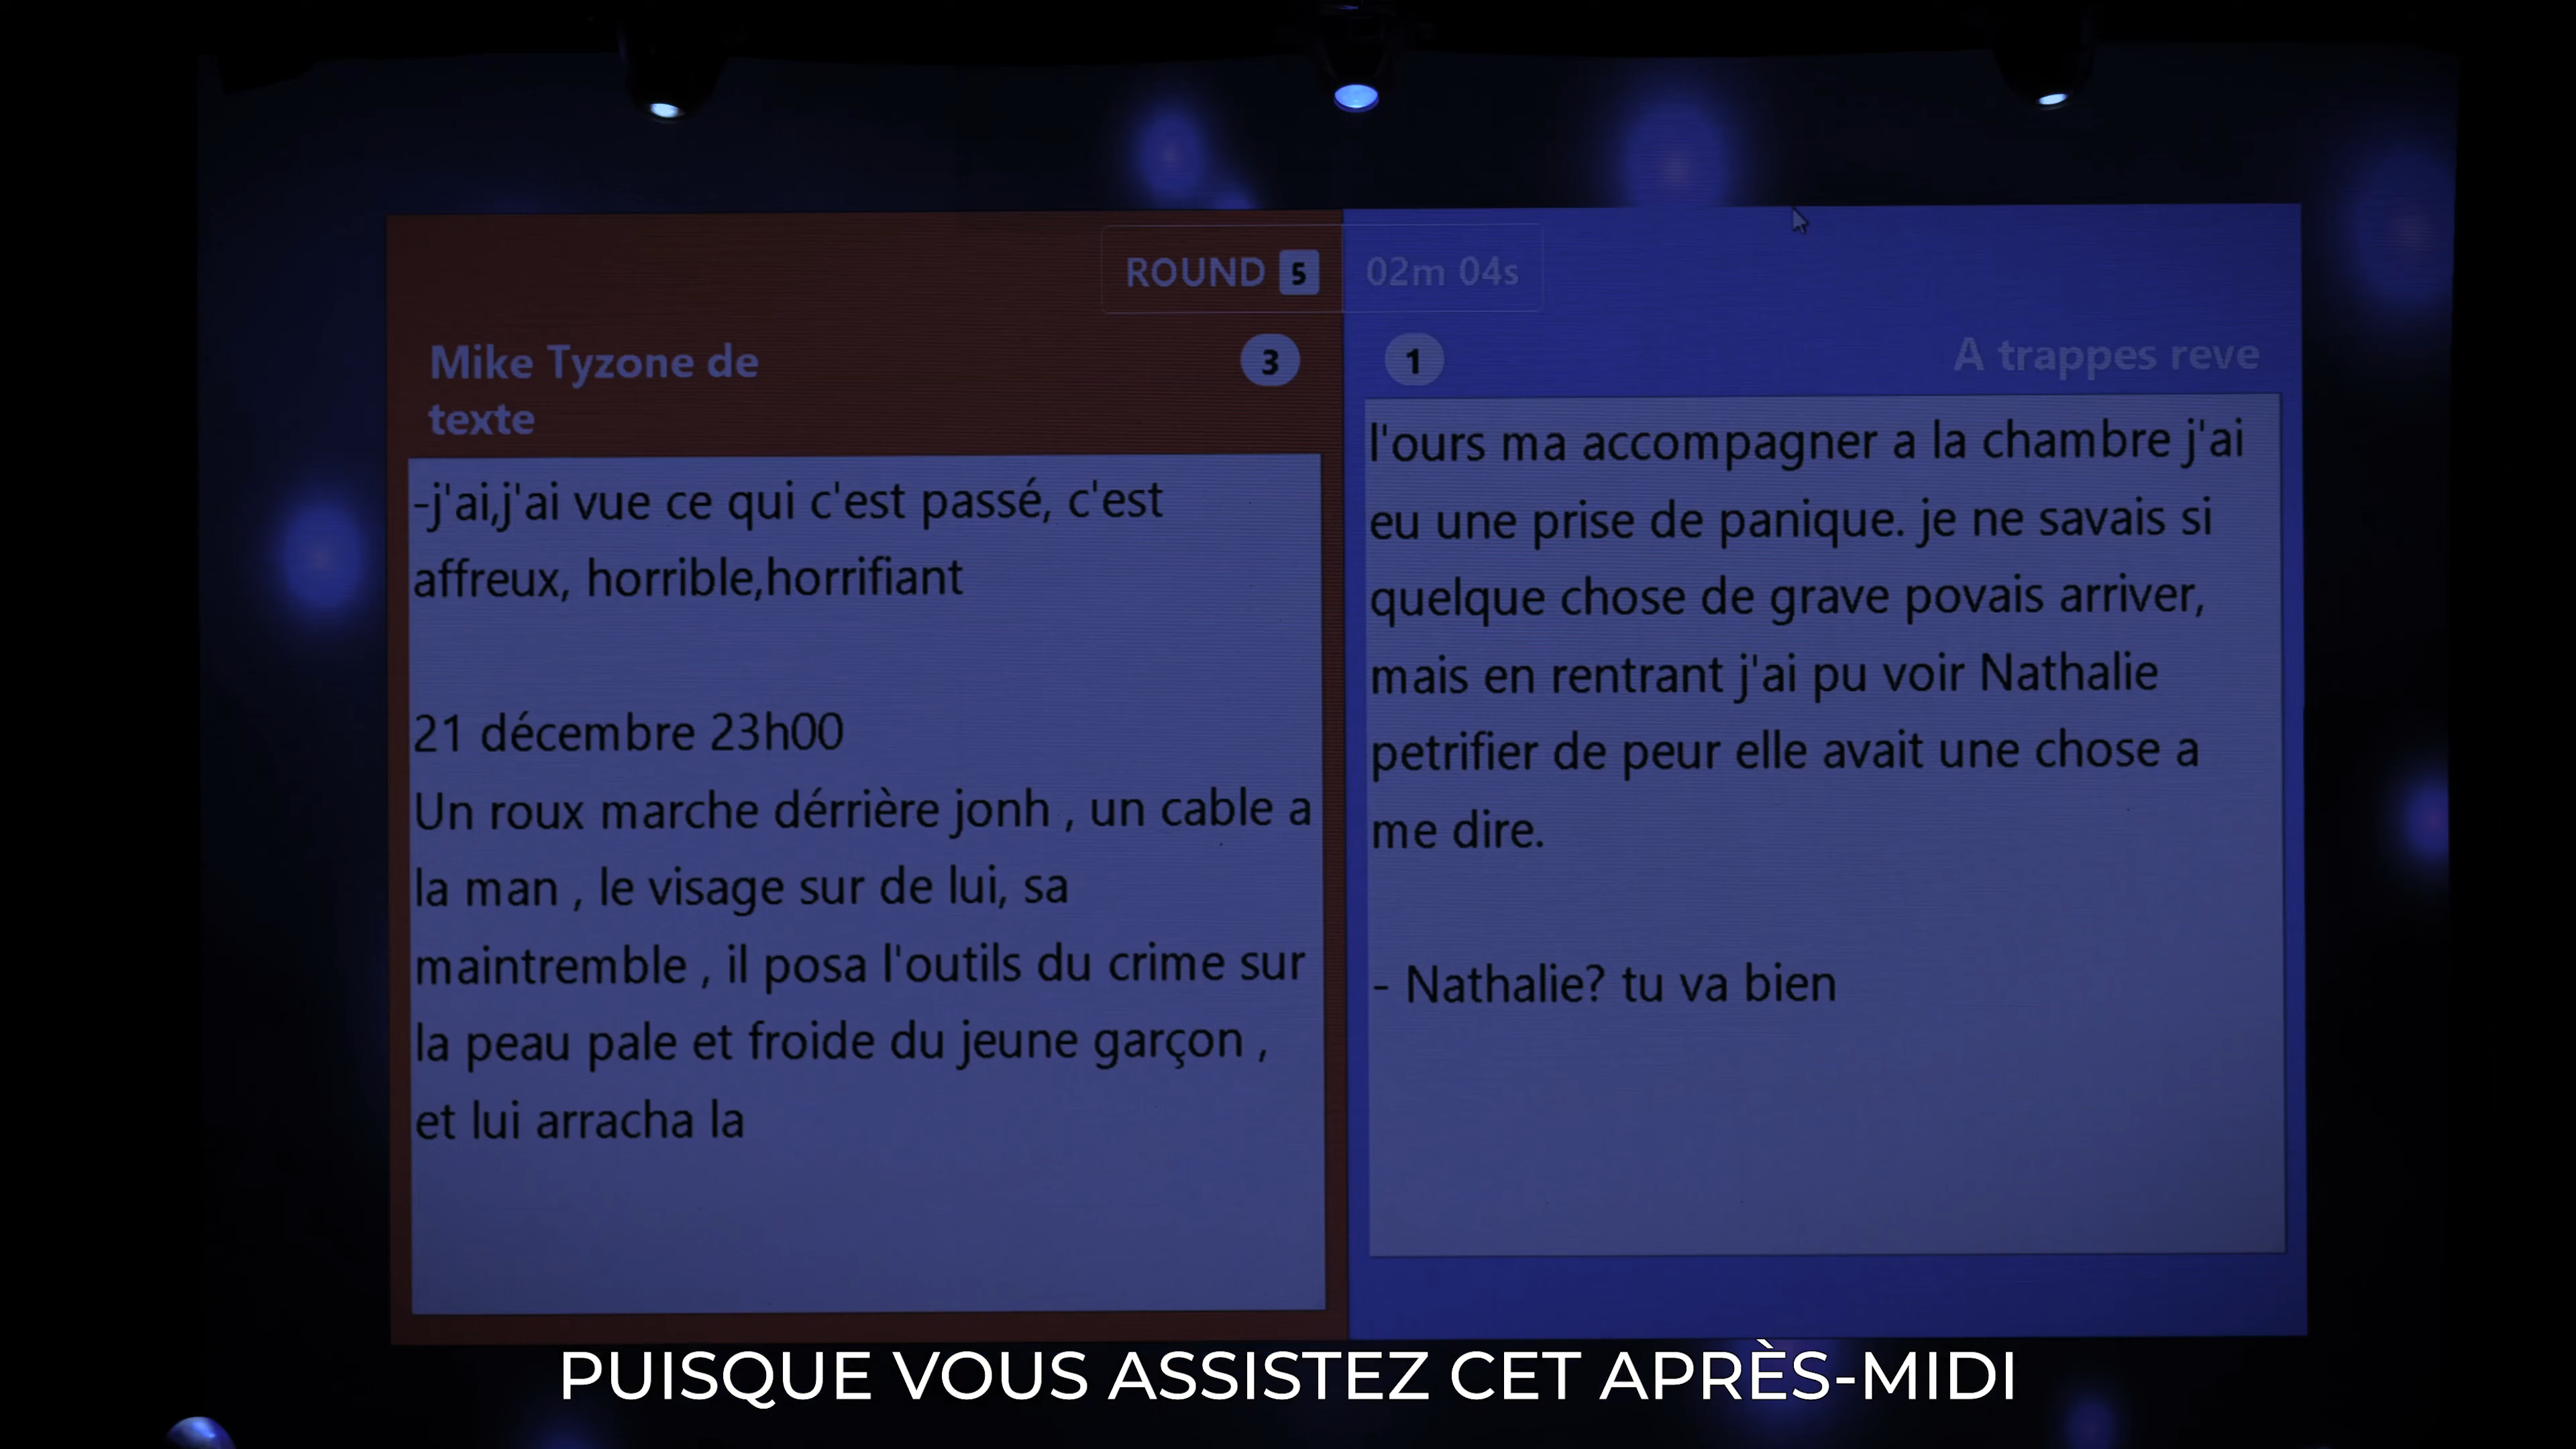 ROUND 5
02m 04s
Mike Tyzone de
texte
3
-j'ai,j'ai vue ce qui c'est passé, c'est
affreux, horrible,horrifiant
21 décembre 23h00
Un roux marche dérrière jonh , un cable a
la man , le visage sur de lui, sa
maintremble , il posa l'outils du crime sur
la peau pale et froide du jeune garçon ,
et lui arracha la
1
A trappes reve
l'ours ma accompagner a la chambre j'ai
eu une prise de panique. je ne savais si
quelque chose de grave povais arriver,
mais en rentrant j'ai pu voir Nathalie
petrifier de peur elle avait une chose a
me dire.
- Nathalie? tu va bien
PUISQUE VOUS ASSISTEZ CET APRÈS-MIDI